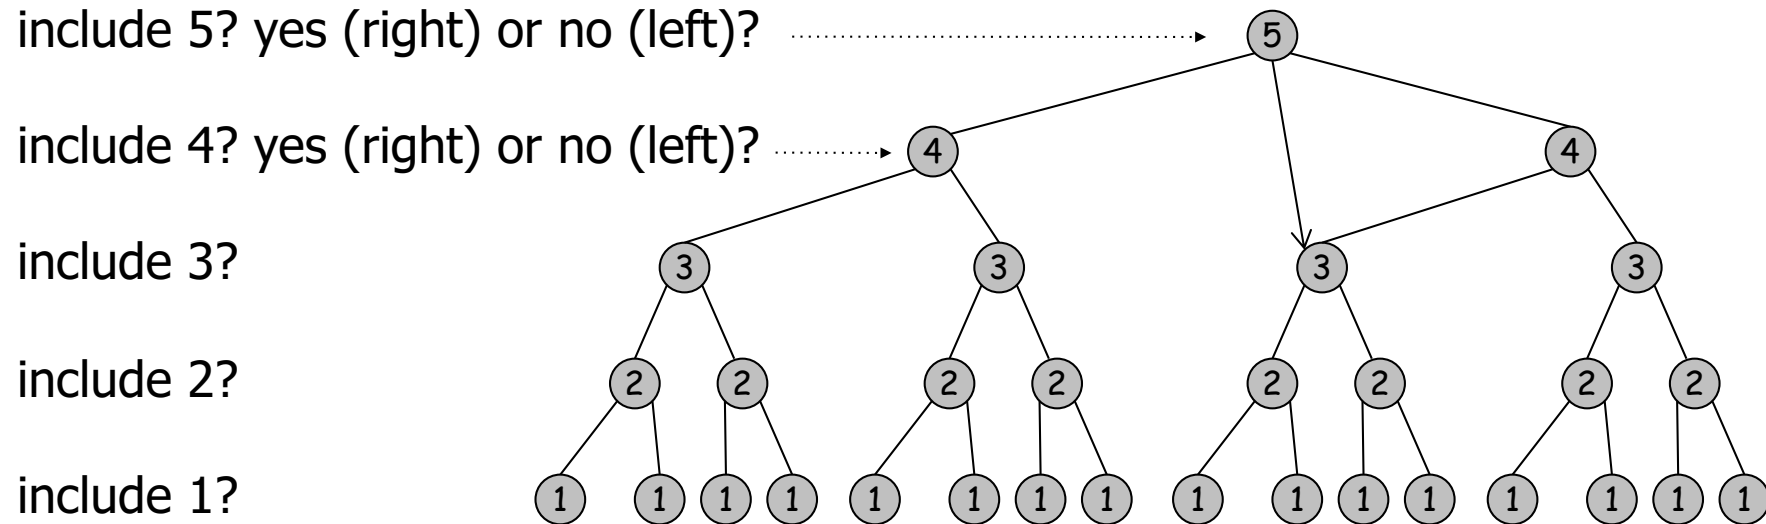 include 5? yes (right) or no (left)? 5
include 4? yes (right) or no (left)? 4 4
include 3? 3 3 3 3
include 2? 2 2 2 2 2 2 2 2
include 1? 1 1 1 1 1 1 1 1 1 1 1 1 1 1 1 1